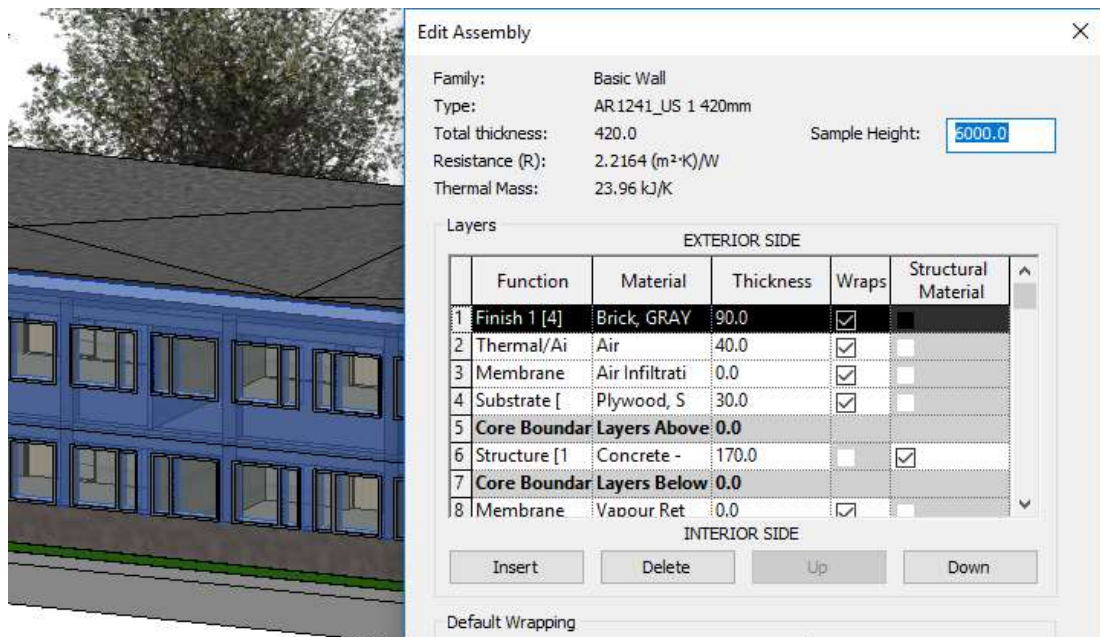 Edit Assembly
Family: Basic Wall
Type: AR1241_US 1 420mm
Total thickness: 420.0 Sample Height: 6000.0
Resistance (R): 2.2164 (m²·K)/W
Thermal Mass: 23.96 kJ/K
Layers
EXTERIOR SIDE
Function Material Thickness Wraps Structural Material
1 Finish 1 [4] Brick, GRAY 90.0
2 Thermal/Ai Air 40.0
3 Membrane Air Infiltrati 0.0
4 Substrate [ Plywood, S 30.0
5 Core Boundar Layers Above 0.0
6 Structure [1 Concrete - 170.0
7 Core Boundar Layers Below 0.0
8 Membrane Vapour Ret 0.0
INTERIOR SIDE
Insert Delete Up Down
Default Wrapping